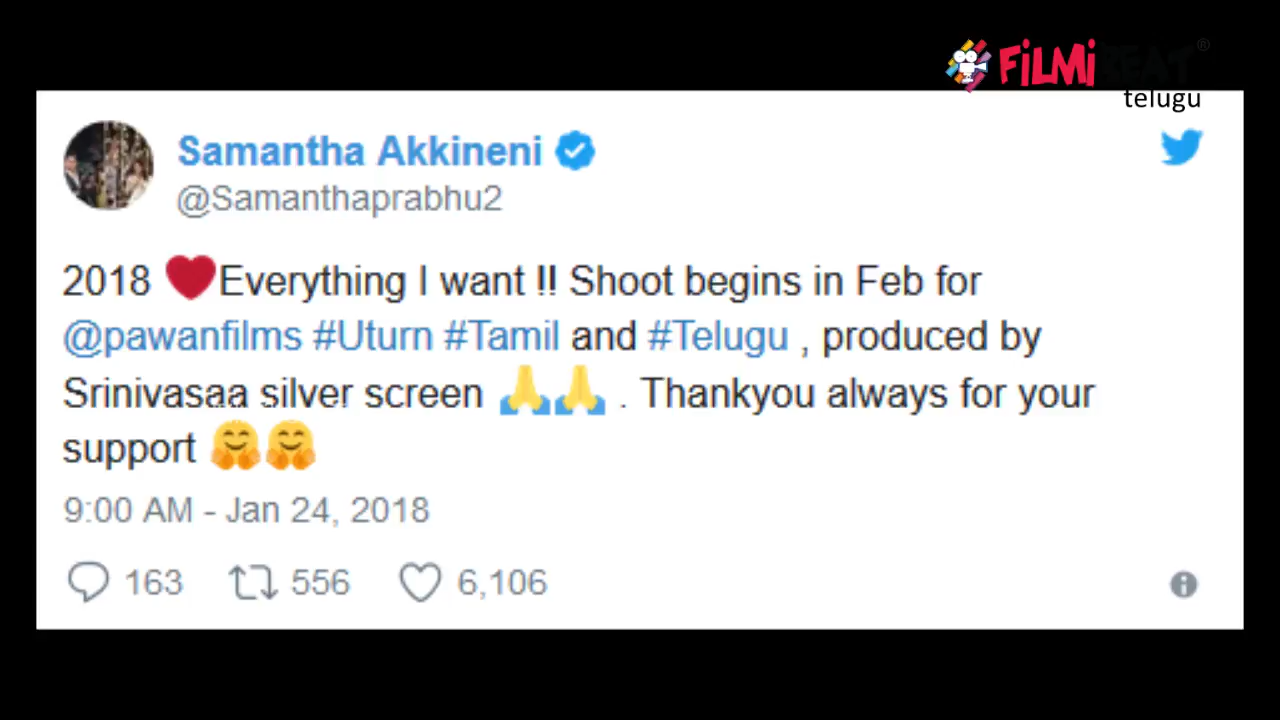 FiLMiBEAT®
telugu
Samantha Akkineni
@Samanthaprabhu2
2018 ❤️Everything I want !! Shoot begins in Feb for
@pawanfilms #Uturn #Tamil and #Telugu , produced by
Srinivasaa silver screen 🙏🙏 . Thankyou always for your
support 🤗🤗
9:00 AM - Jan 24, 2018
163 556 6,106